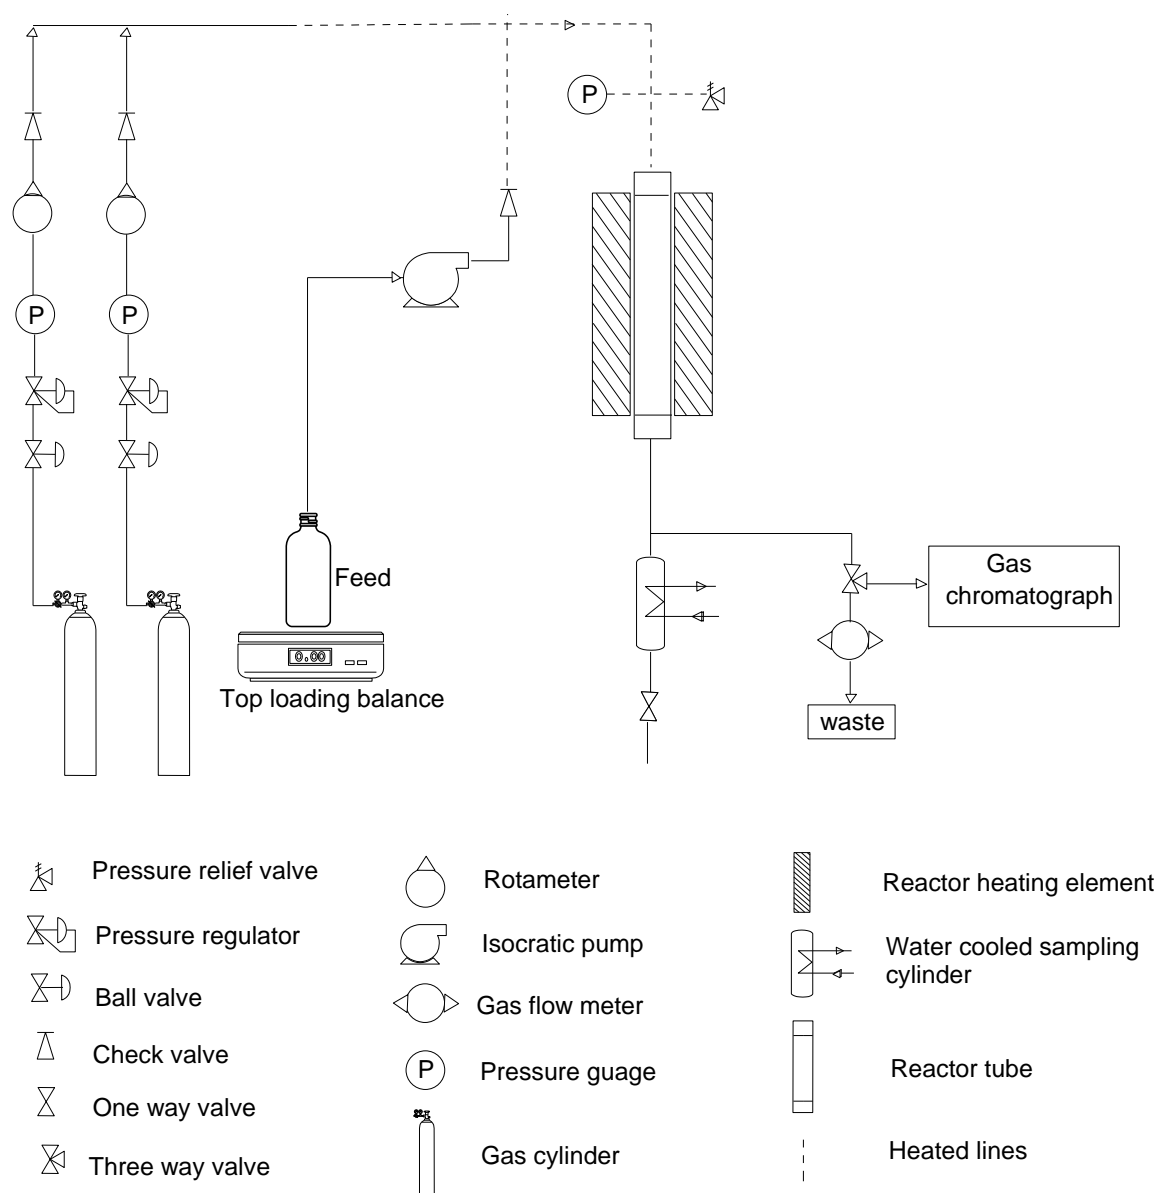 P
P
P
Feed
0.00
Top loading balance
Gas
chromatograph
waste
Pressure relief valve
Pressure regulator
Ball valve
Check valve
One way valve
Three way valve
Rotameter
Isocratic pump
Gas flow meter
P
Pressure guage
Gas cylinder
Reactor heating element
Water cooled sampling
cylinder
Reactor tube
Heated lines